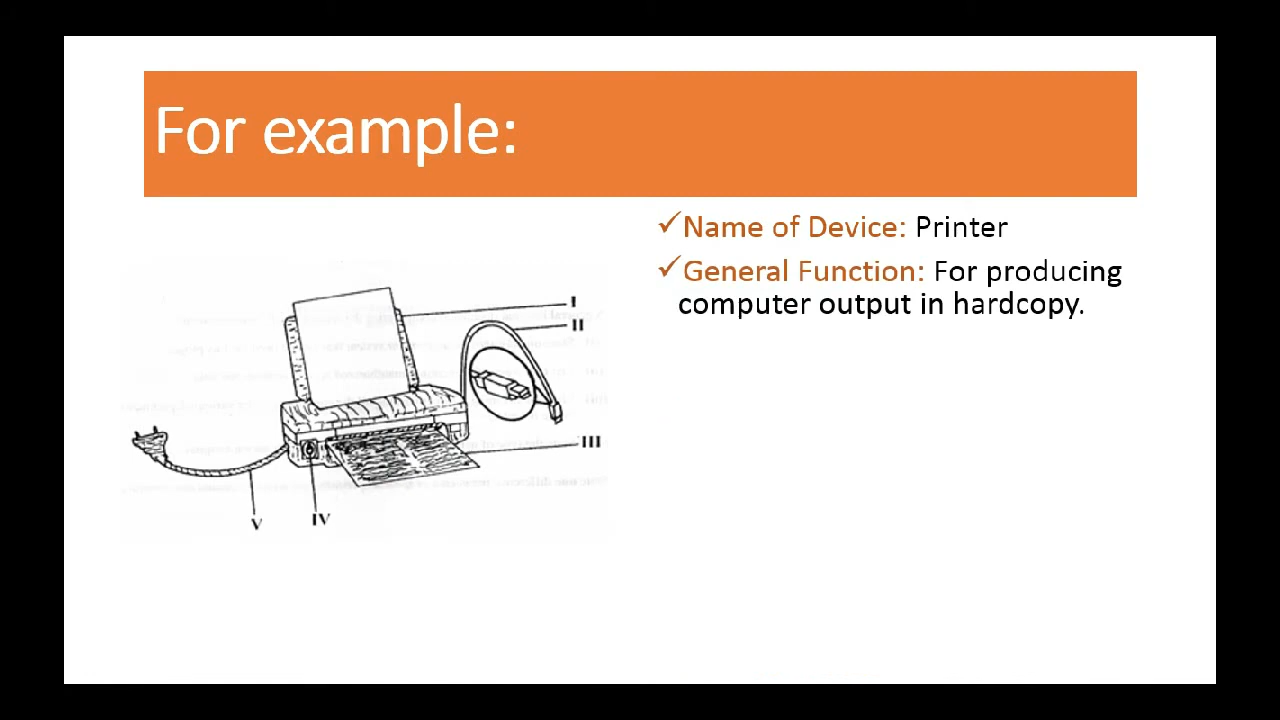 For example:
✓Name of Device: Printer
✓General Function: For producing
computer output in hardcopy.
I
II
III
IV
V